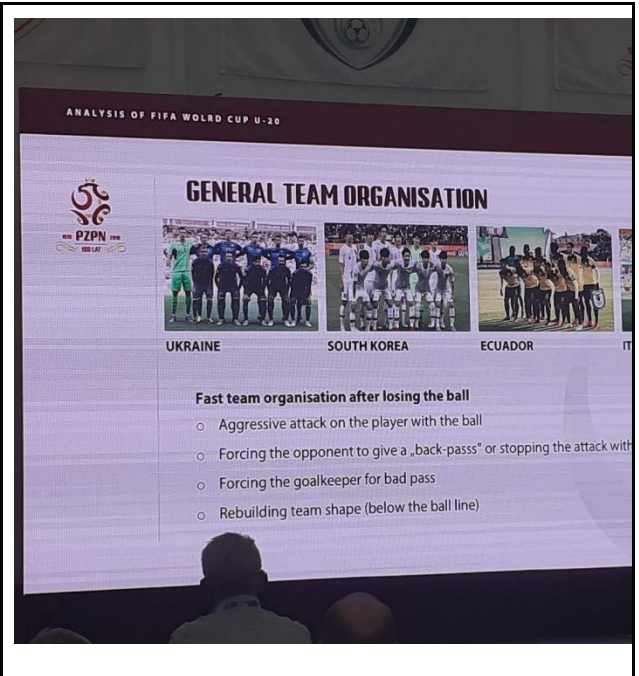 ANALYSIS OF FIFA WOLRD CUP U-20
GENERAL TEAM ORGANISATION
PZPN
100 LAT
UKRAINE
SOUTH KOREA
ECUADOR
IT
Fast team organisation after losing the ball
○ Aggressive attack on the player with the ball
○ Forcing the opponent to give a „back-passs" or stopping the attack with
○ Forcing the goalkeeper for bad pass
○ Rebuilding team shape (below the ball line)